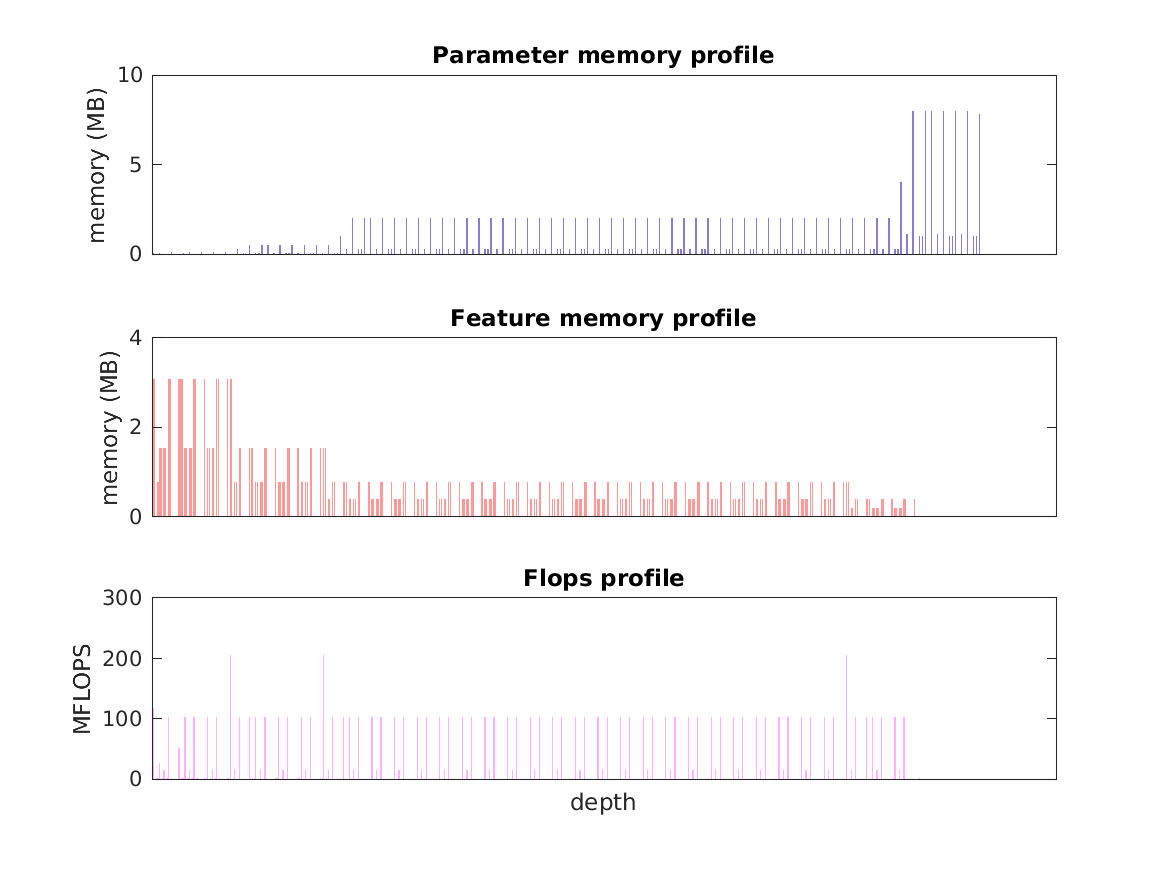 Parameter memory profile
memory (MB)
10
5
0
Feature memory profile
memory (MB)
4
2
0
Flops profile
MFLOPS
300
200
100
0
depth